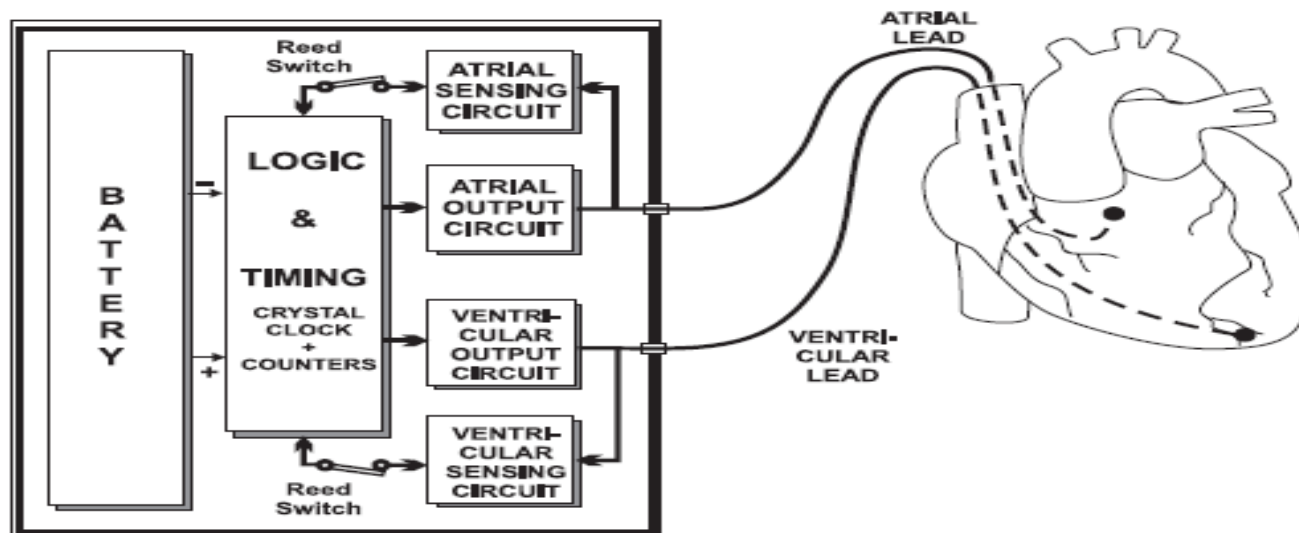 BATTERY
-
+
Reed
Switch
LOGIC
&
TIMING
CRYSTAL
CLOCK
+
COUNTERS
Reed
Switch
ATRIAL
SENSING
CIRCUIT
ATRIAL
OUTPUT
CIRCUIT
VENTRI-
CULAR
OUTPUT
CIRCUIT
VENTRI-
CULAR
SENSING
CIRCUIT
ATRIAL
LEAD
VENTRI-
CULAR
LEAD